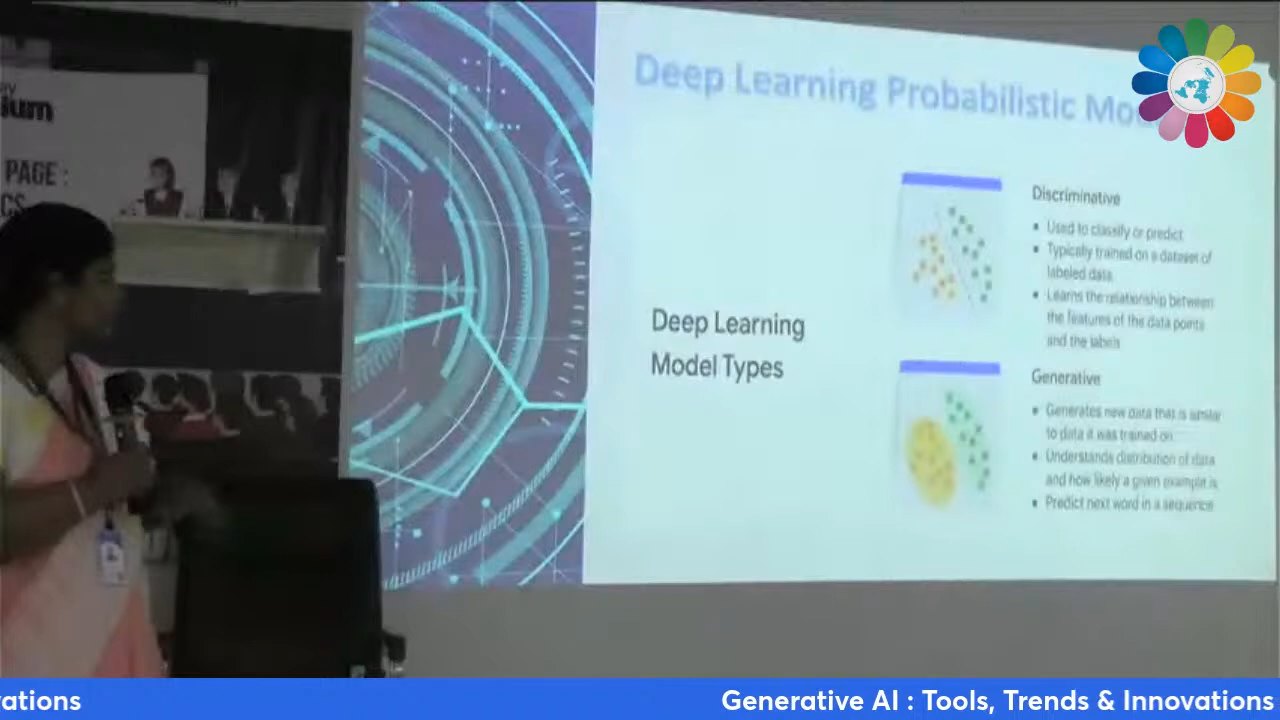 PAGE :
CS
Deep Learning Probabilistic
Deep Learning
Model Types
Discriminative
• Used to classify or predict
• Typically trained on a dataset of
labeled data
• Learns the relationship between
the features of the data points
and the labels
Generative
• Generates new data that is similar
to data it was trained on
• Understands distribution of data
and how likely a given example is
• Predict next word in a sequence
vations
Generative AI : Tools, Trends & Innovations